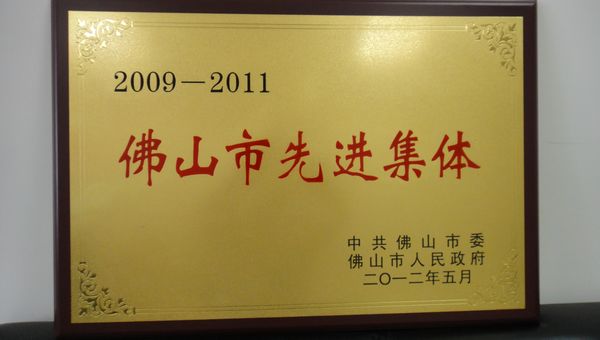 2009－2011
佛山市先进集体
中共佛山市委
佛山市人民政府
二〇一二年五月